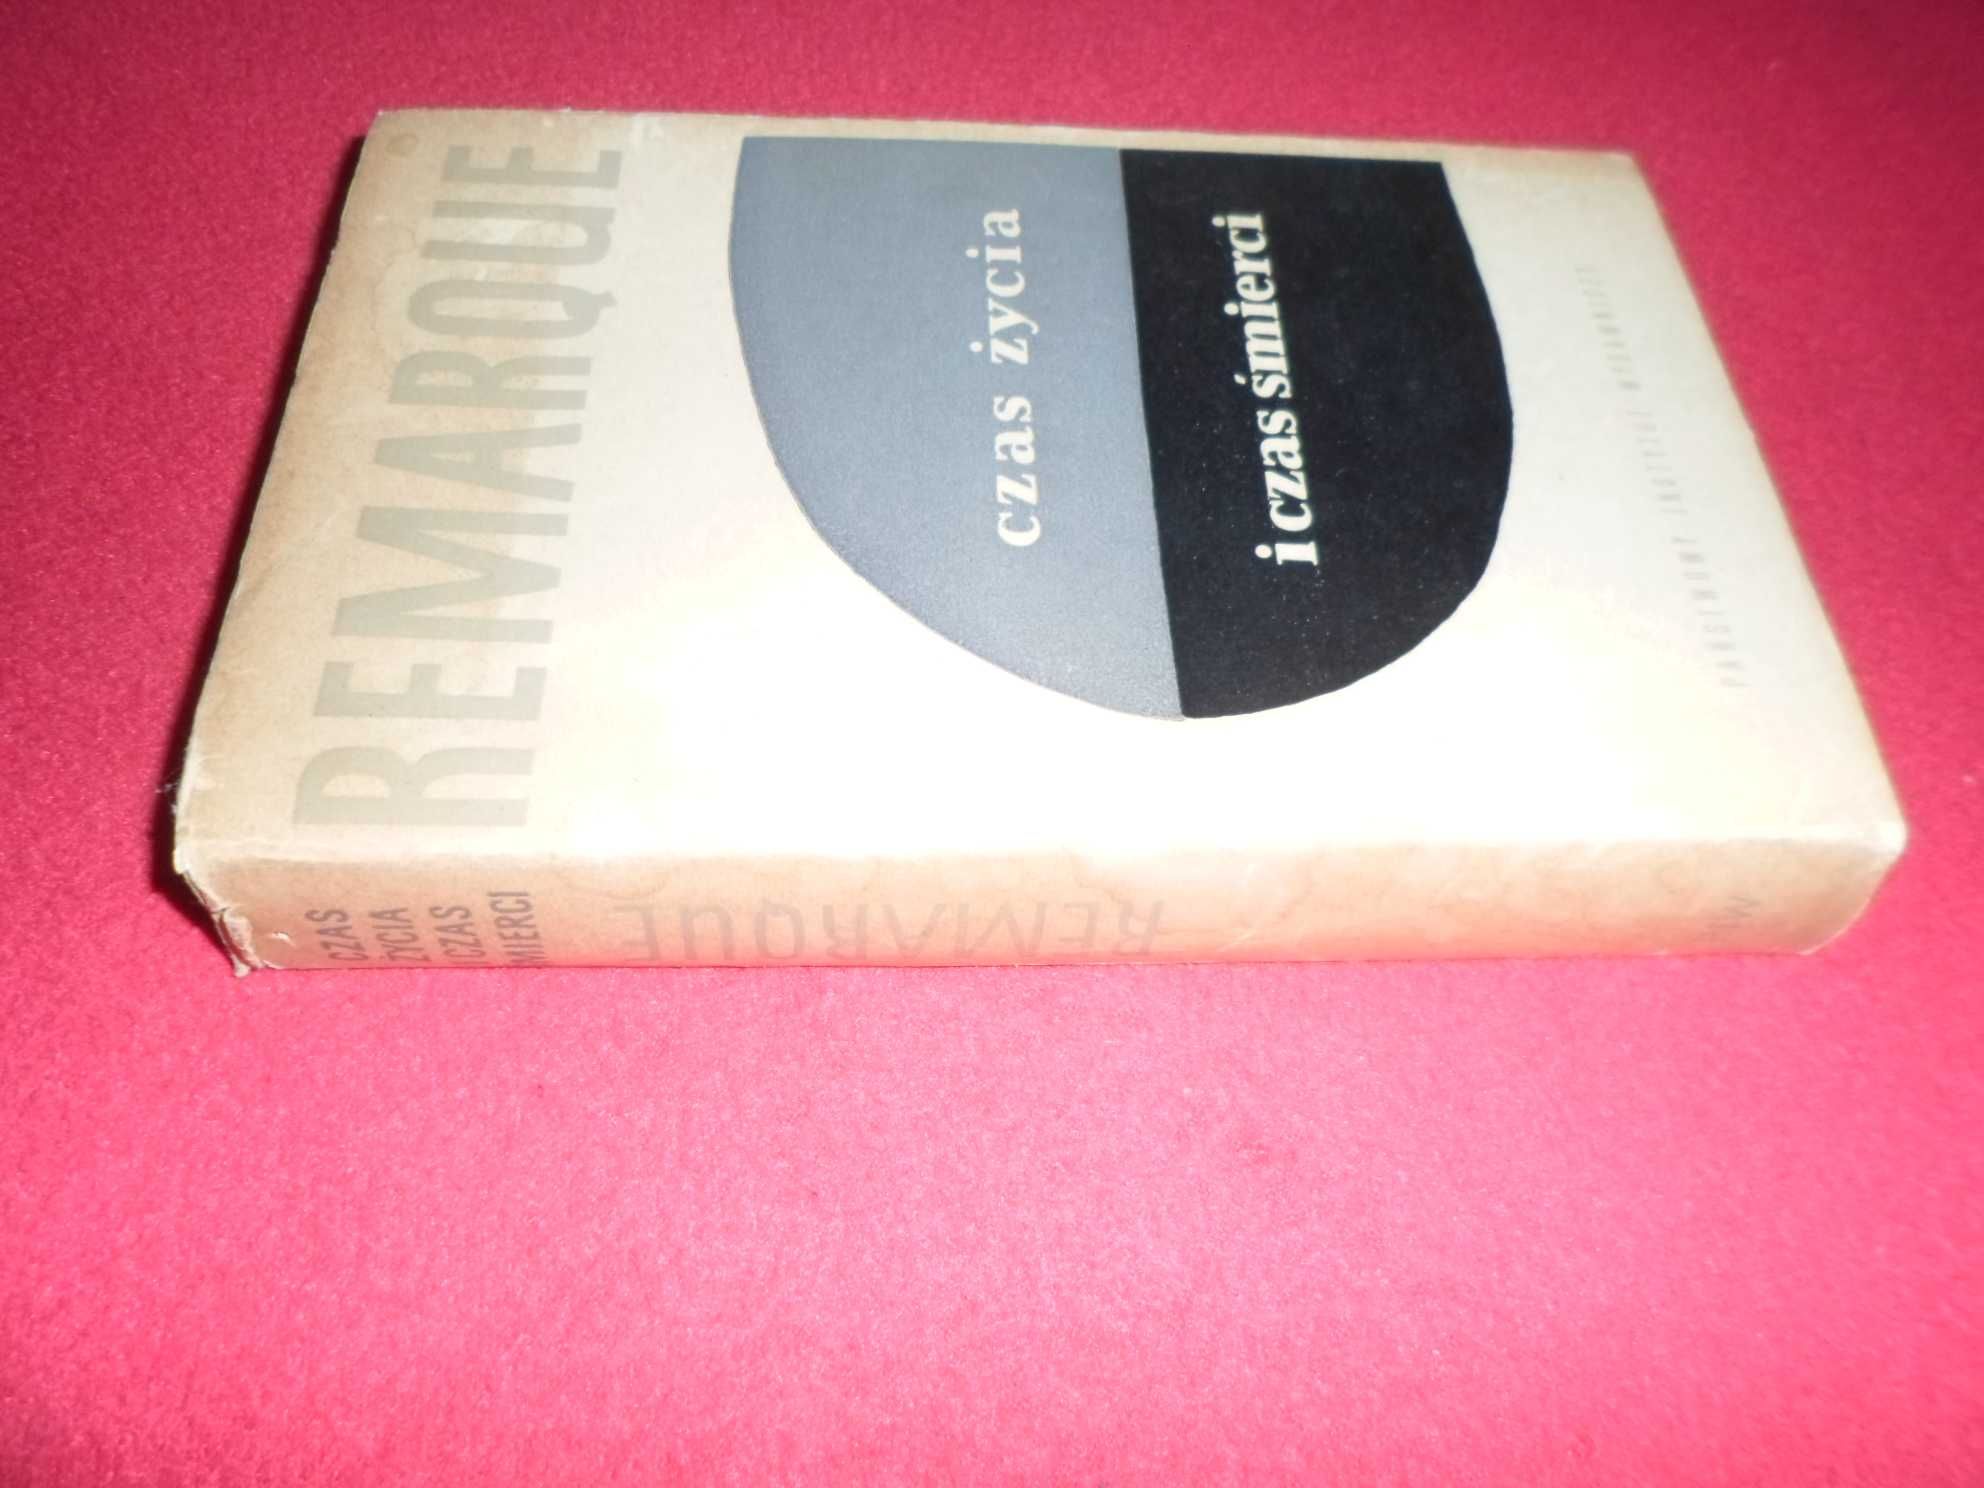 REMARQUE
czas życia
i czas śmierci
PAŃSTWOWY INSTYTUT WYDAWNICZY
CZAS
ŻYCIA
I CZAS
ŚMIERCI
REMARQUE